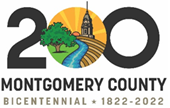 200
MONTGOMERY COUNTY
BICENTENNIAL • 1822-2022